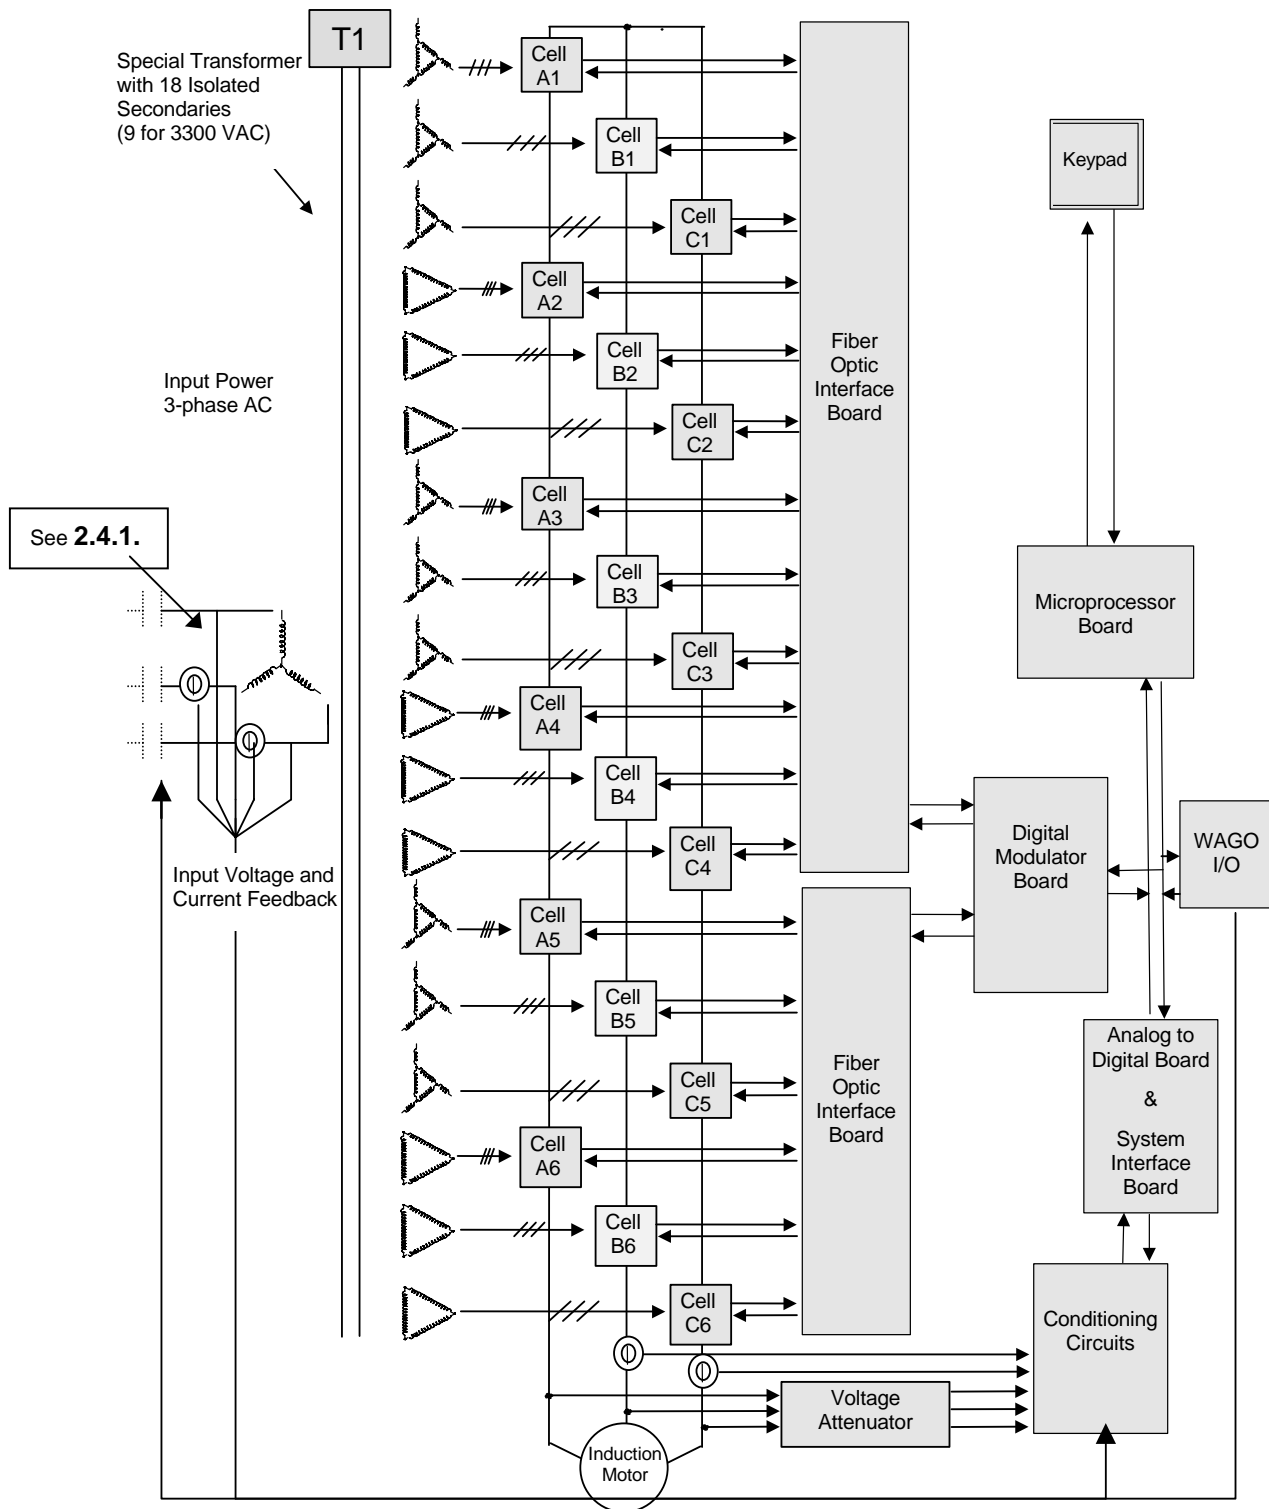 T1
Special Transformer
with 18 Isolated
Secondaries
(9 for 3300 VAC)
Input Power
3-phase AC
See 2.4.1.
Input Voltage and
Current Feedback
Cell
A1
Cell
B1
Cell
C1
Cell
A2
Cell
B2
Cell
C2
Cell
A3
Cell
B3
Cell
C3
Cell
A4
Cell
B4
Cell
C4
Cell
A5
Cell
B5
Cell
C5
Cell
A6
Cell
B6
Cell
C6
Fiber
Optic
Interface
Board
Fiber
Optic
Interface
Board
Keypad
Microprocessor
Board
Digital
Modulator
Board
WAGO
I/O
Analog to
Digital Board
&
System
Interface
Board
Conditioning
Circuits
Voltage
Attenuator
Induction
Motor